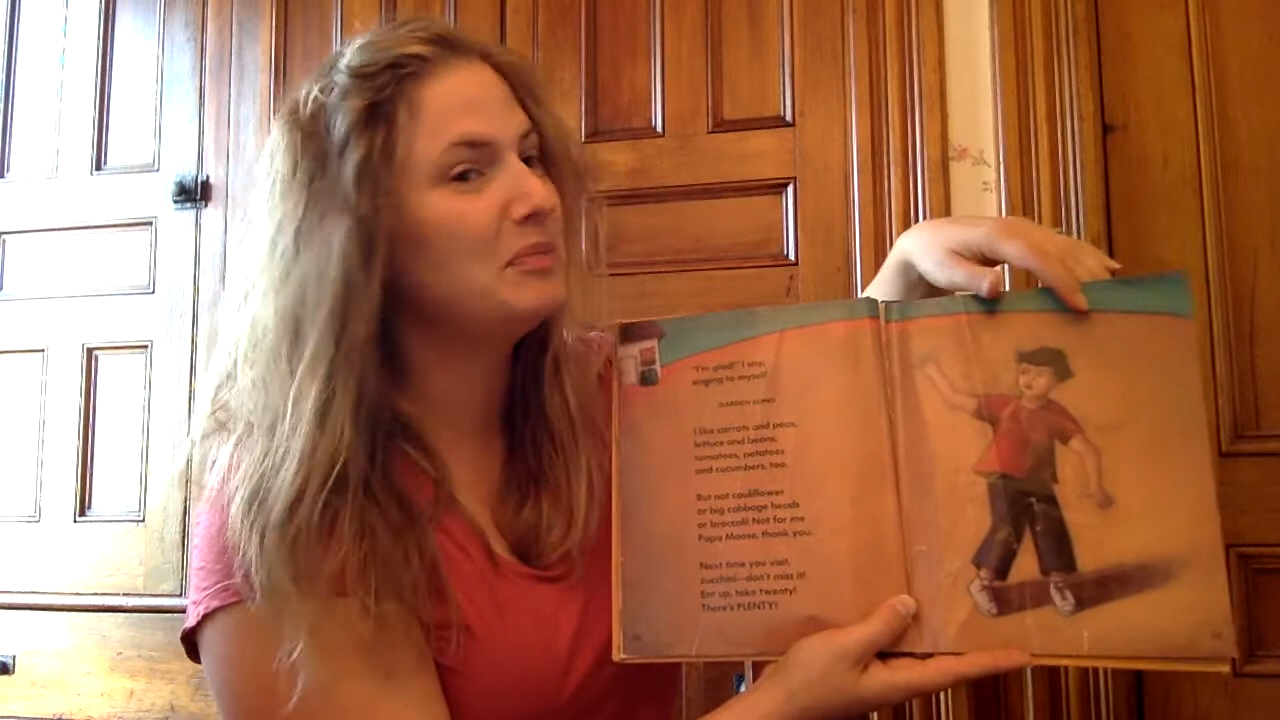 "I'm glad!" I say,
singing to myself
GARDEN SONG
I like carrots and peas,
lettuce and beans,
tomatoes, potatoes
and cucumbers, too.
But not cauliflower
or big cabbage heads
or broccoli! Not for me
Papa Moose, thank you.
Next time you visit,
zucchini—don't miss it!
Ear up, take twenty!
There's PLENTY!